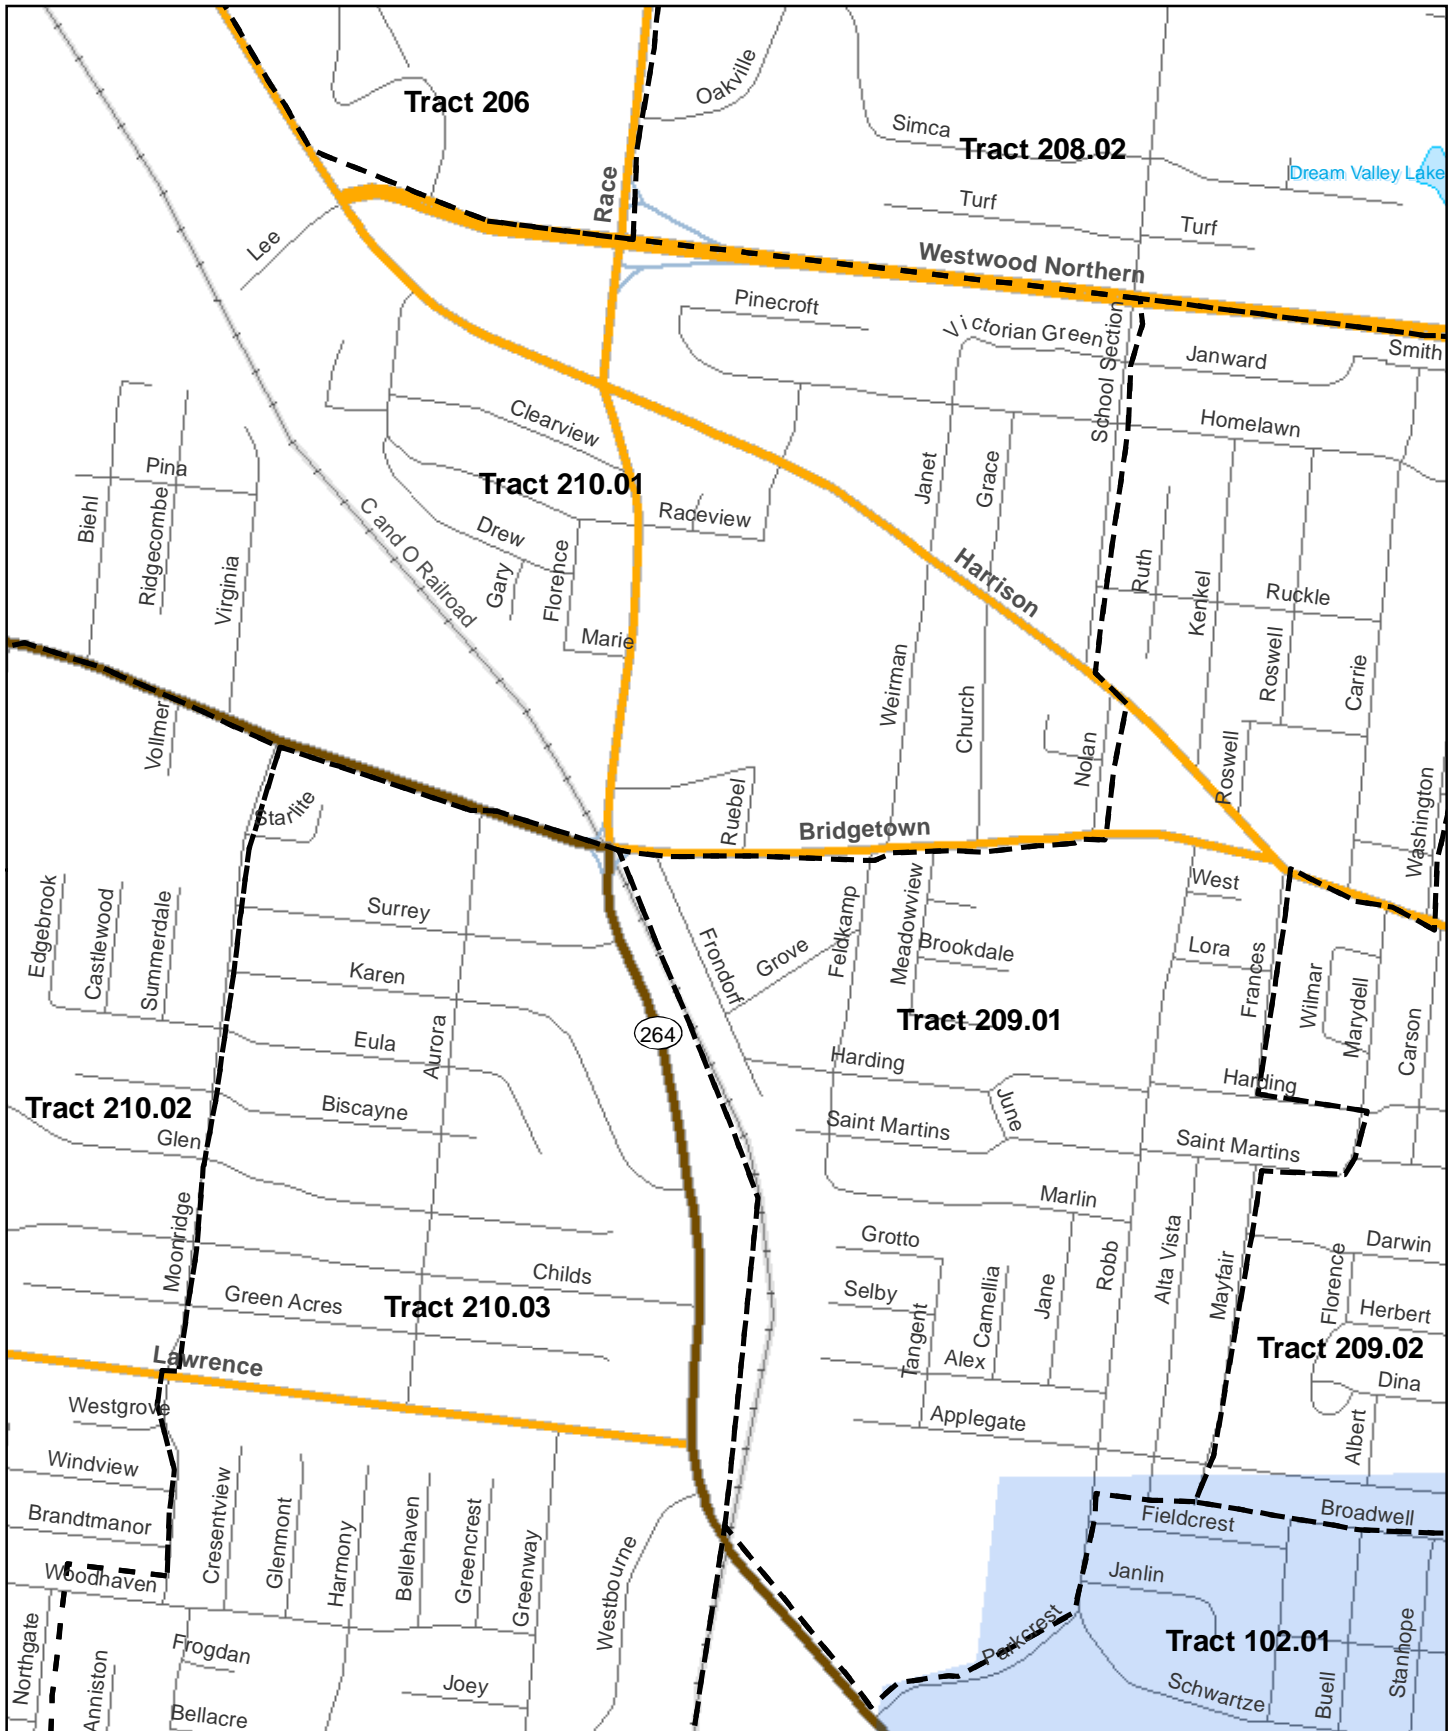 Oakville
Tract 206
Simca
Tract 208.02
Dream Valley Lake
Race
Turf
Turf
Lee
Westwood Northern
Pinecroft
Victorian Green
School Section
Janward
Smith
Clearview
Homelawn
Pina
Tract 210.01
Janet
Grace
Biehl
Ridgecombe
Virginia
C and O Railroad
Drew
Raceview
Gary
Florence
Harrison
Ruth
Kenkel
Ruckle
Marie
Roswell
Carrie
Weirman
Church
Vollmer
Nolan
Roswell
Washington
Starlite
Ruebel
Bridgetown
West
Edgebrook
Castlewood
Summerdale
Surrey
Frondorf
Grove
Feldkamp
Meadowview
Brookdale
Lora
Frances
Wilmar
Marydell
Carson
Karen
264
Tract 209.01
Eula
Aurora
Harding
Harding
June
Tract 210.02
Biscayne
Glen
Saint Martins
Saint Martins
Moonridge
Marlin
Grotto
Robb
Alta Vista
Mayfair
Darwin
Florence
Childs
Selby
Camellia
Jane
Herbert
Green Acres
Tract 210.03
Tangent
Alex
Tract 209.02
Lawrence
Dina
Westgrove
Applegate
Albert
Windview
Brandtmanor
Cresentview
Glenmont
Harmony
Bellehaven
Greencrest
Greenway
Westbourne
Fieldcrest
Broadwell
Woodhaven
Janlin
Northgate
Anniston
Frogdan
Parkcrest
Tract 102.01
Stanhope
Joey
Schwartze
Buell
Bellacre